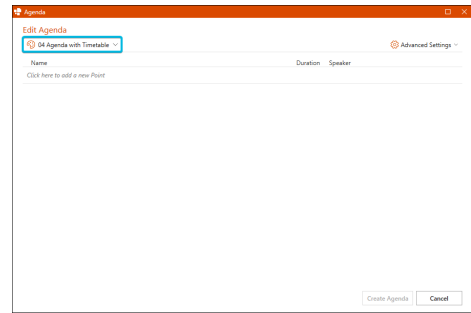 Agenda
Edit Agenda
04 Agenda with Timetable
Advanced Settings
Name Duration Speaker
Click here to add a new Point
Create Agenda Cancel